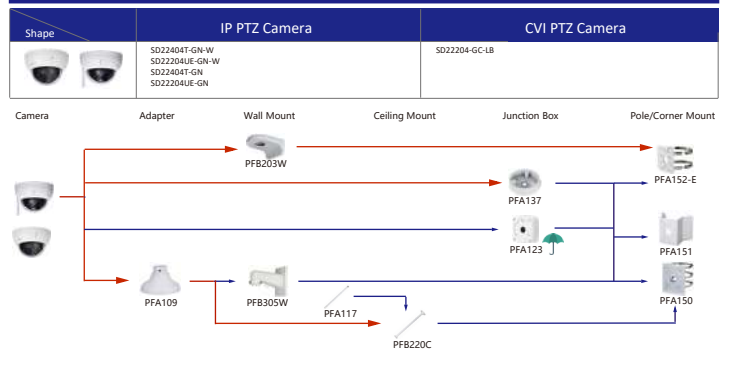 Shape
IP PTZ Camera
CVI PTZ Camera
SD22404T-GN-W
SD22204UE-GN-W
SD22404T-GN
SD22204UE-GN
SD22204-GC-LB
Camera
Adapter
Wall Mount
Ceiling Mount
Junction Box
Pole/Corner Mount
PFB203W
PFA152-E
PFA137
PFA123
PFA151
PFA109
PFB305W
PFA117
PFA150
PFB220C